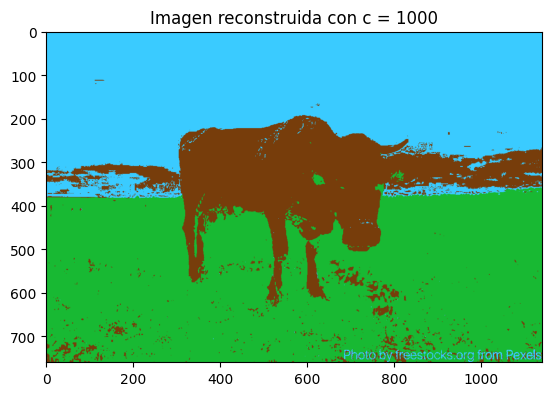 Imagen reconstruida con c = 1000
0
100
200
300
400
500
600
700
Photo by freestocks.org from Pexels
0 200 400 600 800 1000